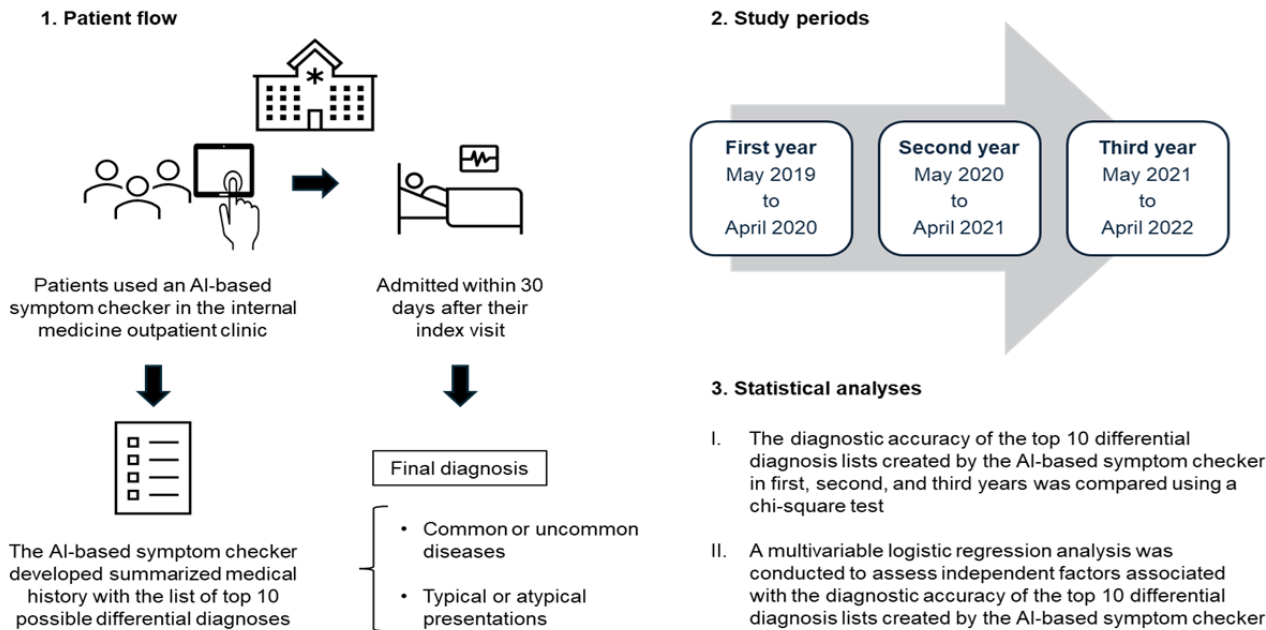 1. Patient flow
Patients used an AI-based
symptom checker in the internal
medicine outpatient clinic
Admitted within 30
days after their
index visit
The AI-based symptom checker
developed summarized medical
history with the list of top 10
possible differential diagnoses
Final diagnosis
• Common or uncommon
diseases
• Typical or atypical
presentations
2. Study periods
First year
May 2019
to
April 2020
Second year
May 2020
to
April 2021
Third year
May 2021
to
April 2022
3. Statistical analyses
I. The diagnostic accuracy of the top 10 differential
diagnosis lists created by the AI-based symptom checker
in first, second, and third years was compared using a
chi-square test
II. A multivariable logistic regression analysis was
conducted to assess independent factors associated
with the diagnostic accuracy of the top 10 differential
diagnosis lists created by the AI-based symptom checker